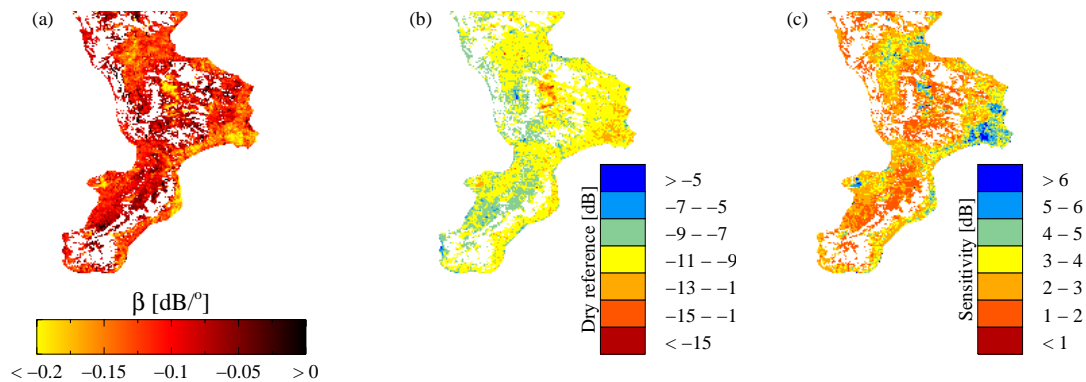 (a)
(b)
(c)
β [dB/°]
< −0.2 −0.15 −0.1 −0.05 > 0
Dry reference [dB]
> −5
−7 − −5
−9 − −7
−11 − −9
−13 − −1
−15 − −1
< −15
Sensitivity [dB]
> 6
5 − 6
4 − 5
3 − 4
2 − 3
1 − 2
< 1